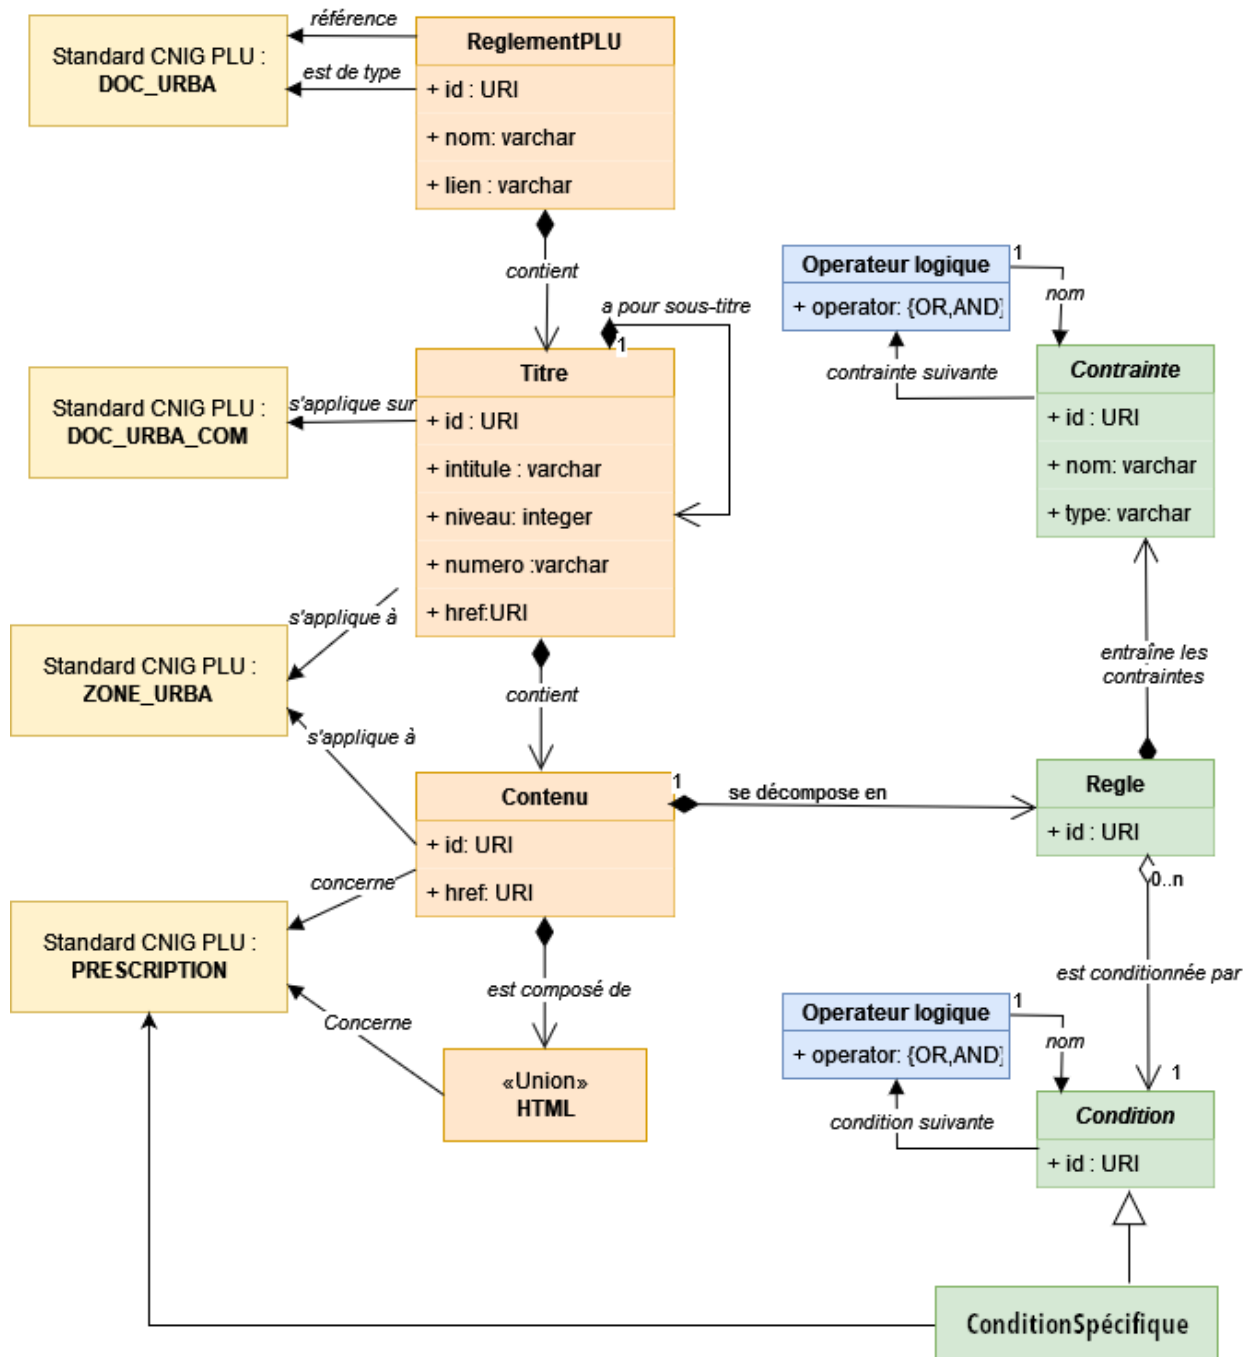 référence
est de type
Standard CNIG PLU :
DOC_URBA
ReglementPLU
+ id : URI
+ nom: varchar
+ lien : varchar
contient
a pour sous-titre
1
Titre
+ id : URI
+ intitule : varchar
+ niveau: integer
+ numero :varchar
+ href:URI
s'applique sur
Standard CNIG PLU :
DOC_URBA_COM
s'applique à
Standard CNIG PLU :
ZONE_URBA
s'applique à
contient
Contenu
+ id: URI
+ href: URI
1
se décompose en
concerne
Standard CNIG PLU :
PRESCRIPTION
Concerne
est composé de
«Union»
HTML
Operateur logique
+ operator: {OR,AND}
1
nom
contrainte suivante
Contrainte
+ id : URI
+ nom: varchar
+ type: varchar
entraîne les
contraintes
Regle
+ id : URI
0..n
est conditionnée par
1
Operateur logique
+ operator: {OR,AND}
1
nom
condition suivante
Condition
+ id : URI
ConditionSpécifique